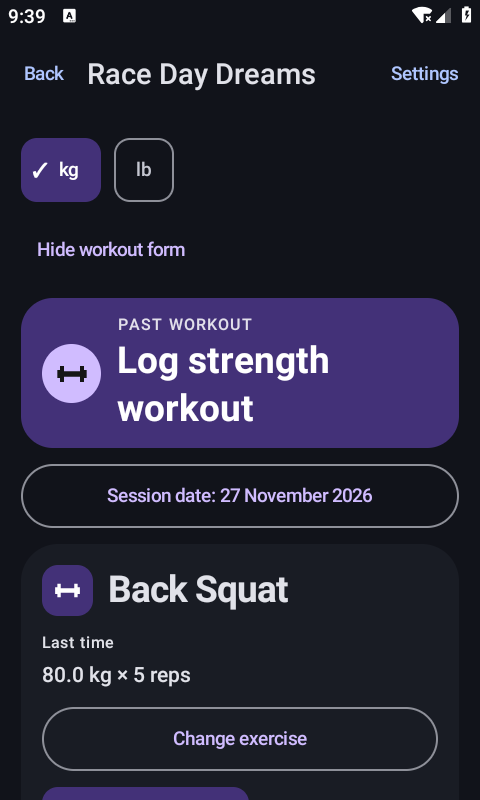 9:39
A
Back
Race Day Dreams
Settings
✓ kg
lb
Hide workout form
PAST WORKOUT
Log strength
workout
Session date: 27 November 2026
Back Squat
Last time
80.0 kg × 5 reps
Change exercise